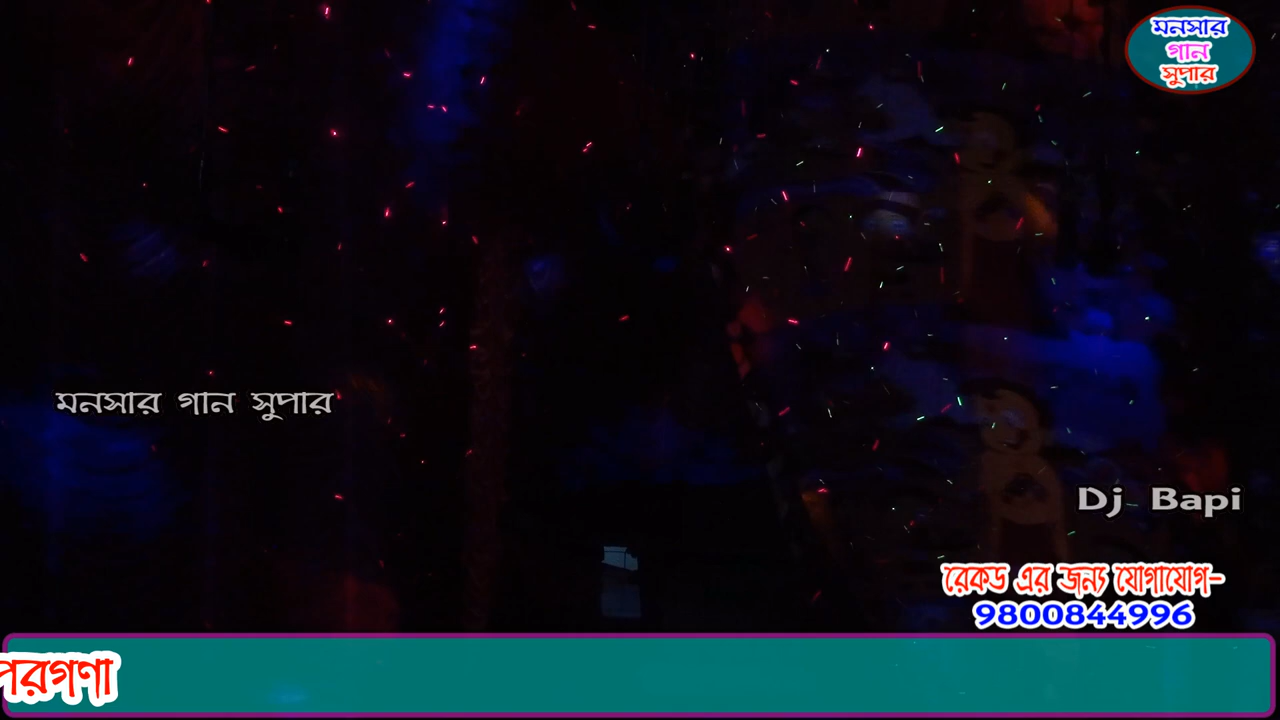 মনসার
গান
সুপার
মনসার গান সুপার
Dj Bapi
রেকড এর জন্য যোগাযোগ-
9800844996
পরগণা